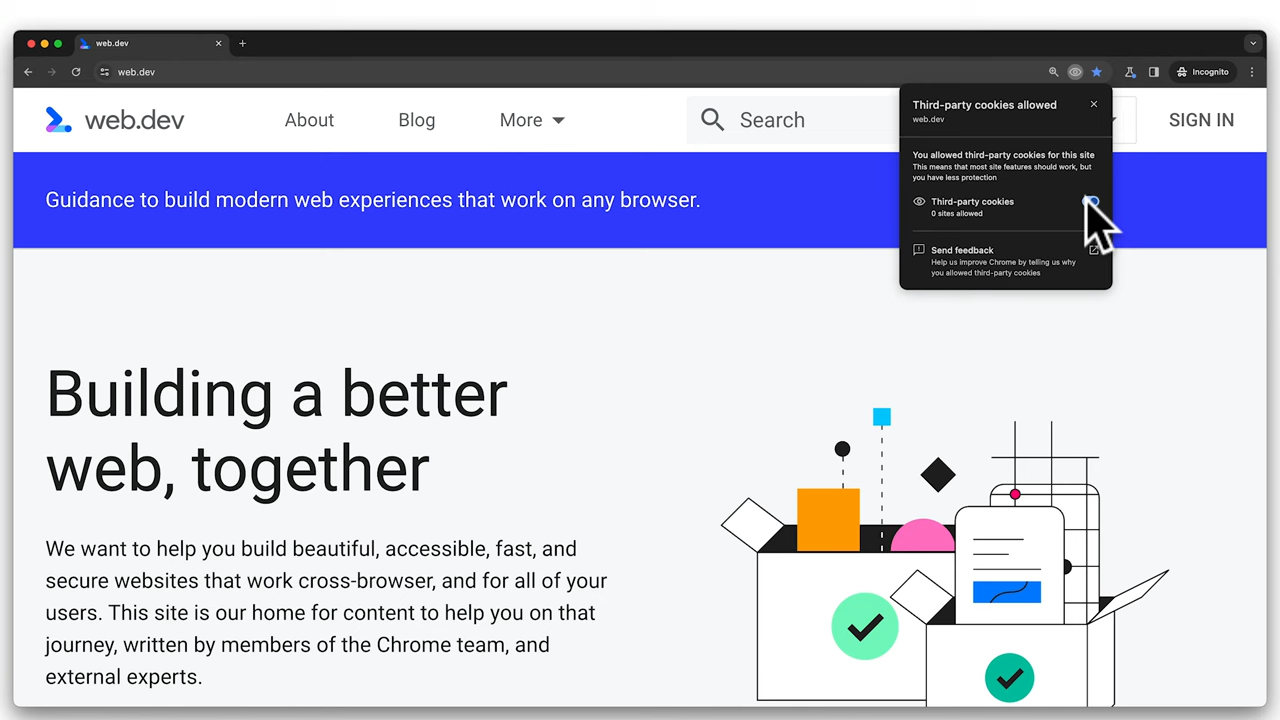 web.dev
web.dev
Incognito
web.dev
About
Blog
More
Search
SIGN IN
Third-party cookies allowed
web.dev
You allowed third-party cookies for this site
This means that most site features should work, but
you have less protection
Third-party cookies
0 sites allowed
Send feedback
Help us improve Chrome by telling us why
you allowed third-party cookies
Guidance to build modern web experiences that work on any browser.
Building a better
web, together
We want to help you build beautiful, accessible, fast, and
secure websites that work cross-browser, and for all of your
users. This site is our home for content to help you on that
journey, written by members of the Chrome team, and
external experts.